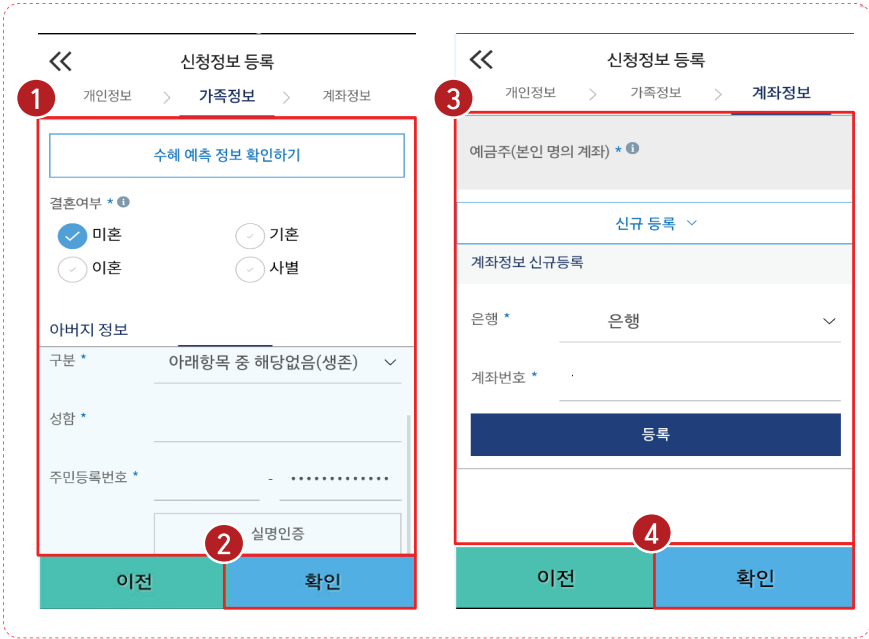 신청정보 등록
1
개인정보
가족정보
계좌정보
수혜 예측 정보 확인하기
결혼여부 *
미혼
기혼
이혼
사별
아버지 정보
구분 *
아래항목 중 해당없음(생존)
성함 *
주민등록번호 *
- •••••••••••••
실명인증
2
이전
확인
신청정보 등록
3
개인정보
가족정보
계좌정보
예금주(본인 명의 계좌) *
신규 등록
계좌정보 신규등록
은행 *
은행
계좌번호 *
등록
4
이전
확인